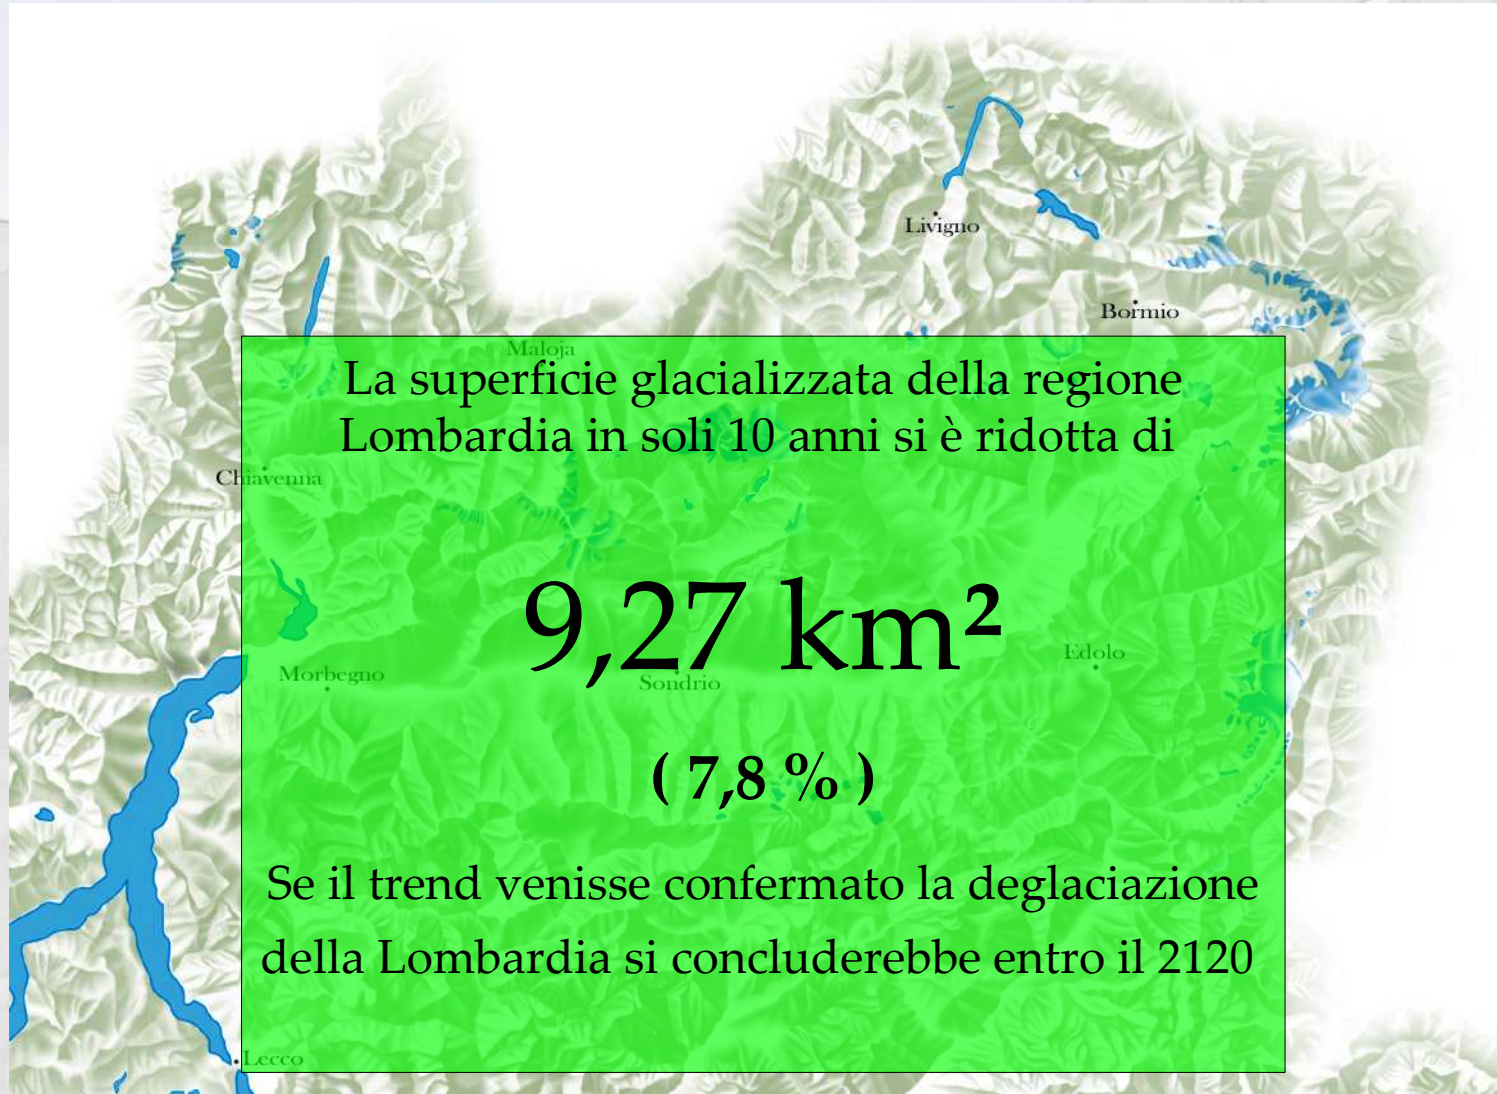 Livigno
Bormio
Maloja
La superficie glacializzata della regione
Lombardia in soli 10 anni si è ridotta di
Chiavenna
9,27 km²
Edolo
Morbegno
Sondrio
( 7,8 % )
Se il trend venisse confermato la deglaciazione
della Lombardia si concluderebbe entro il 2120
Lecco